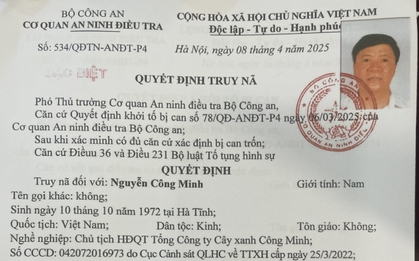 BỘ CÔNG AN
CƠ QUAN AN NINH ĐIỀU TRA
CỘNG HÒA XÃ HỘI CHỦ NGHĨA VIỆT NAM
Độc lập - Tự do - Hạnh phúc
Số: 534/QĐTN-ANĐT-P4
Hà Nội, ngày 08 tháng 4 năm 2025
ĐẶC BIỆT
QUYẾT ĐỊNH TRUY NÃ
Phó Thủ trưởng Cơ quan An ninh điều tra Bộ Công an,
Căn cứ Quyết định khởi tố bị can số 78/QĐ-ANĐT-P4 ngày 06/03/2025 của
Cơ quan An ninh điều tra Bộ Công an;
Sau khi xác minh có đủ căn cứ xác định bị can trốn;
Căn cứ Điều 36 và Điều 231 Bộ luật Tố tụng hình sự
QUYẾT ĐỊNH
Truy nã đối với: Nguyễn Công Minh Giới tính: Nam
Tên gọi khác: không;
Sinh ngày 10 tháng 10 năm 1972 tại Hà Tĩnh;
Quốc tịch: Việt Nam; Dân tộc: Kinh; Tôn giáo: Không;
Nghề nghiệp: Chủ tịch HĐQT Tổng Công ty Cây xanh Công Minh;
Số CCCD: 042072016973 do Cục Cảnh sát QLHC về TTXH cấp ngày 25/3/2022;